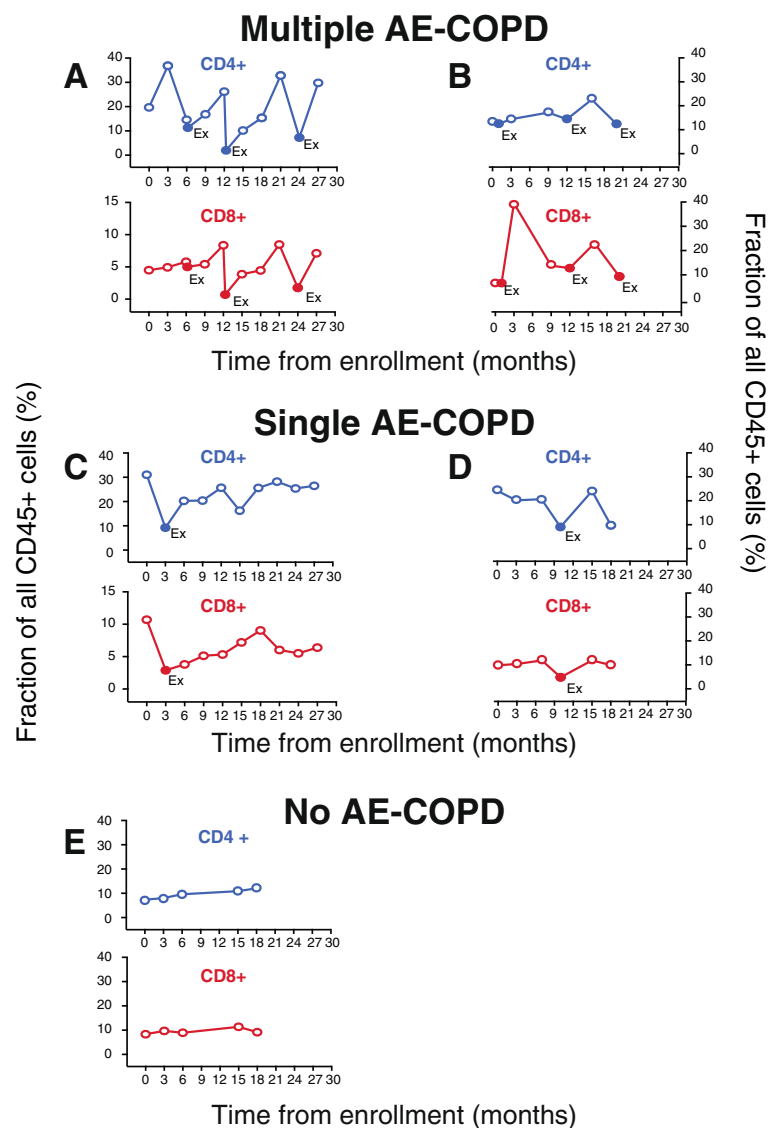 Multiple AE-COPD
A
CD4+
40
30
20
10
0
Ex
Ex
Ex
0 3 6 9 12 15 18 21 24 27 30
B
CD4+
40
30
20
10
0
Ex
Ex
Ex
0 3 6 9 12 15 18 21 24 27 30
CD8+
15
10
5
0
Ex
Ex
Ex
0 3 6 9 12 15 18 21 24 27 30
CD8+
40
30
20
10
0
Ex
Ex
Ex
0 3 6 9 12 15 18 21 24 27 30
Time from enrollment (months)
Fraction of all CD45+ cells (%)
Fraction of all CD45+ cells (%)
Single AE-COPD
C
CD4+
40
30
20
10
0
Ex
0 3 6 9 12 15 18 21 24 27 30
D
CD4+
40
30
20
10
0
Ex
0 3 6 9 12 15 18 21 24 27 30
CD8+
15
10
5
0
Ex
0 3 6 9 12 15 18 21 24 27 30
CD8+
40
30
20
10
0
Ex
0 3 6 9 12 15 18 21 24 27 30
Time from enrollment (months)
No AE-COPD
E
CD4 +
40
30
20
10
0
0 3 6 9 12 15 18 21 24 27 30
CD8+
40
30
20
10
0
0 3 6 9 12 15 18 21 24 27 30
Time from enrollment (months)